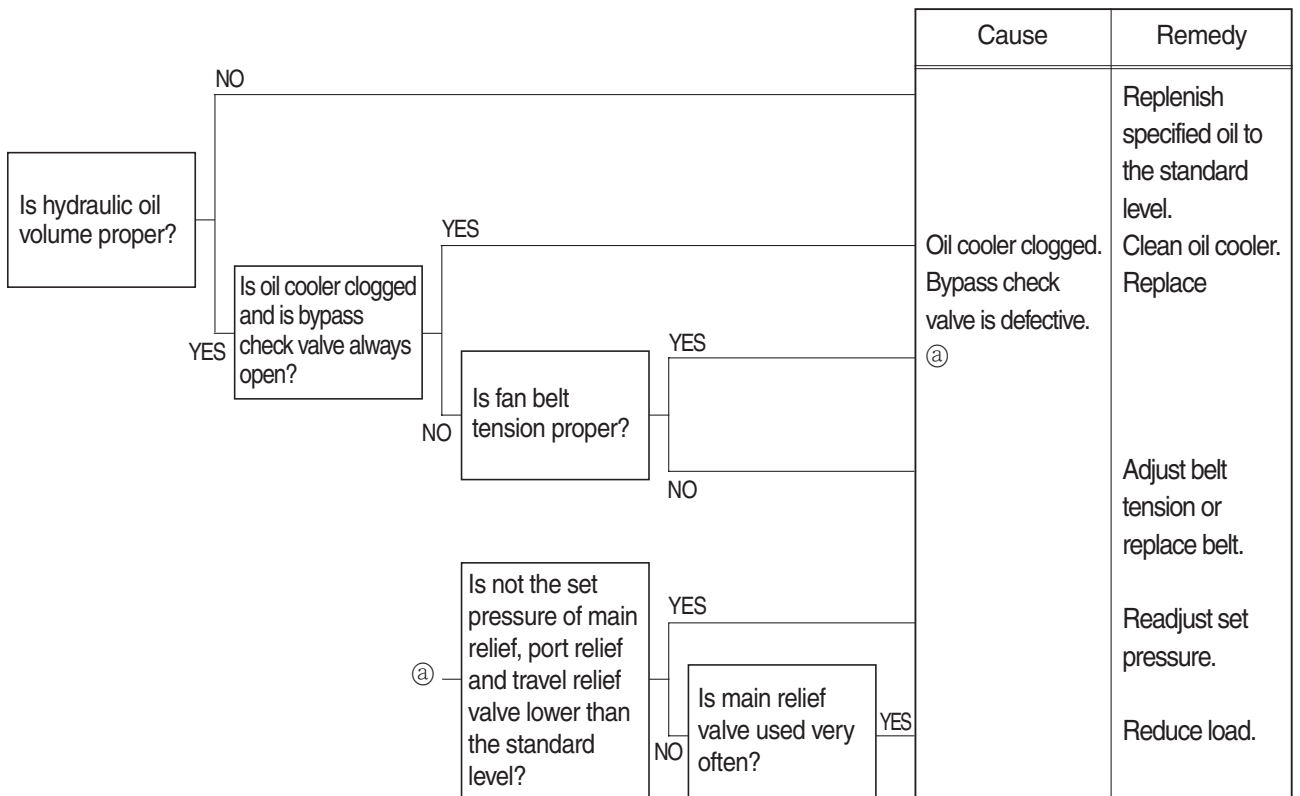 Cause
Remedy
NO
Replenish
specified oil to
the standard
level.
Is hydraulic oil
volume proper?
YES
Oil cooler clogged.
Clean oil cooler.
Is oil cooler clogged
and is bypass
check valve always
open?
Bypass check
valve is defective.
Replace
YES
YES
ⓐ
Is fan belt
tension proper?
NO
NO
Adjust belt
tension or
replace belt.
ⓐ
Is not the set
pressure of main
relief, port relief
and travel relief
valve lower than
the standard
level?
YES
Readjust set
pressure.
NO
Is main relief
valve used very
often?
YES
Reduce load.